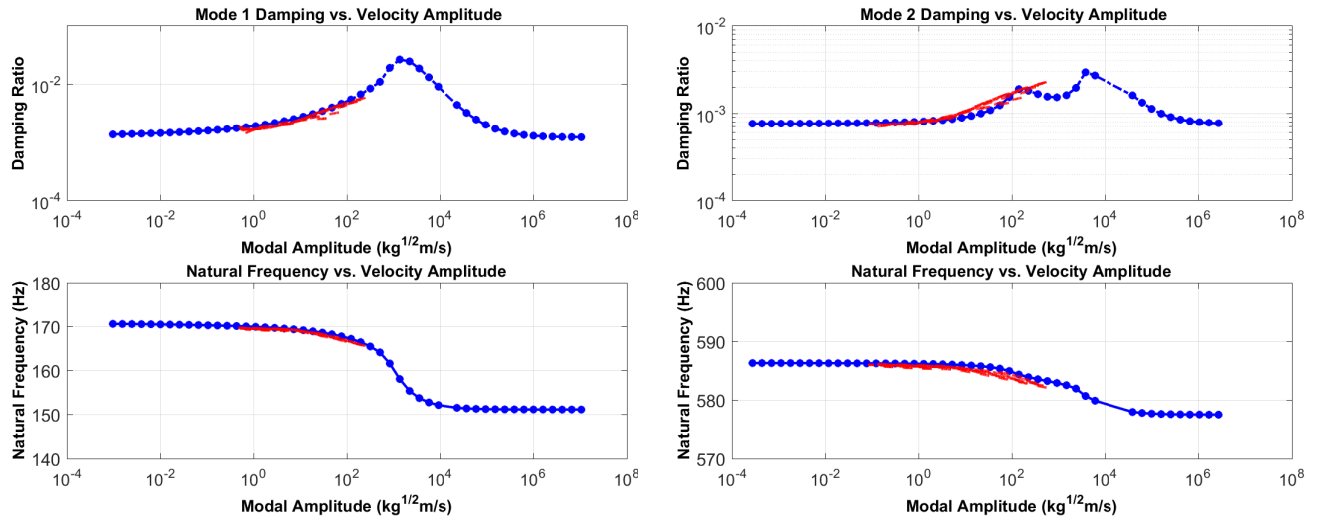 Mode 1 Damping vs. Velocity Amplitude
Damping Ratio
10^-2
10^-4
10^-4 10^-2 10^0 10^2 10^4 10^6 10^8
Modal Amplitude (kg^1/2m/s)
Mode 2 Damping vs. Velocity Amplitude
Damping Ratio
10^-2
10^-3
10^-4
10^-4 10^-2 10^0 10^2 10^4 10^6 10^8
Modal Amplitude (kg^1/2m/s)
Natural Frequency vs. Velocity Amplitude
Natural Frequency (Hz)
180
170
160
150
140
10^-4 10^-2 10^0 10^2 10^4 10^6 10^8
Modal Amplitude (kg^1/2m/s)
Natural Frequency vs. Velocity Amplitude
Natural Frequency (Hz)
600
590
580
570
10^-4 10^-2 10^0 10^2 10^4 10^6 10^8
Modal Amplitude (kg^1/2m/s)